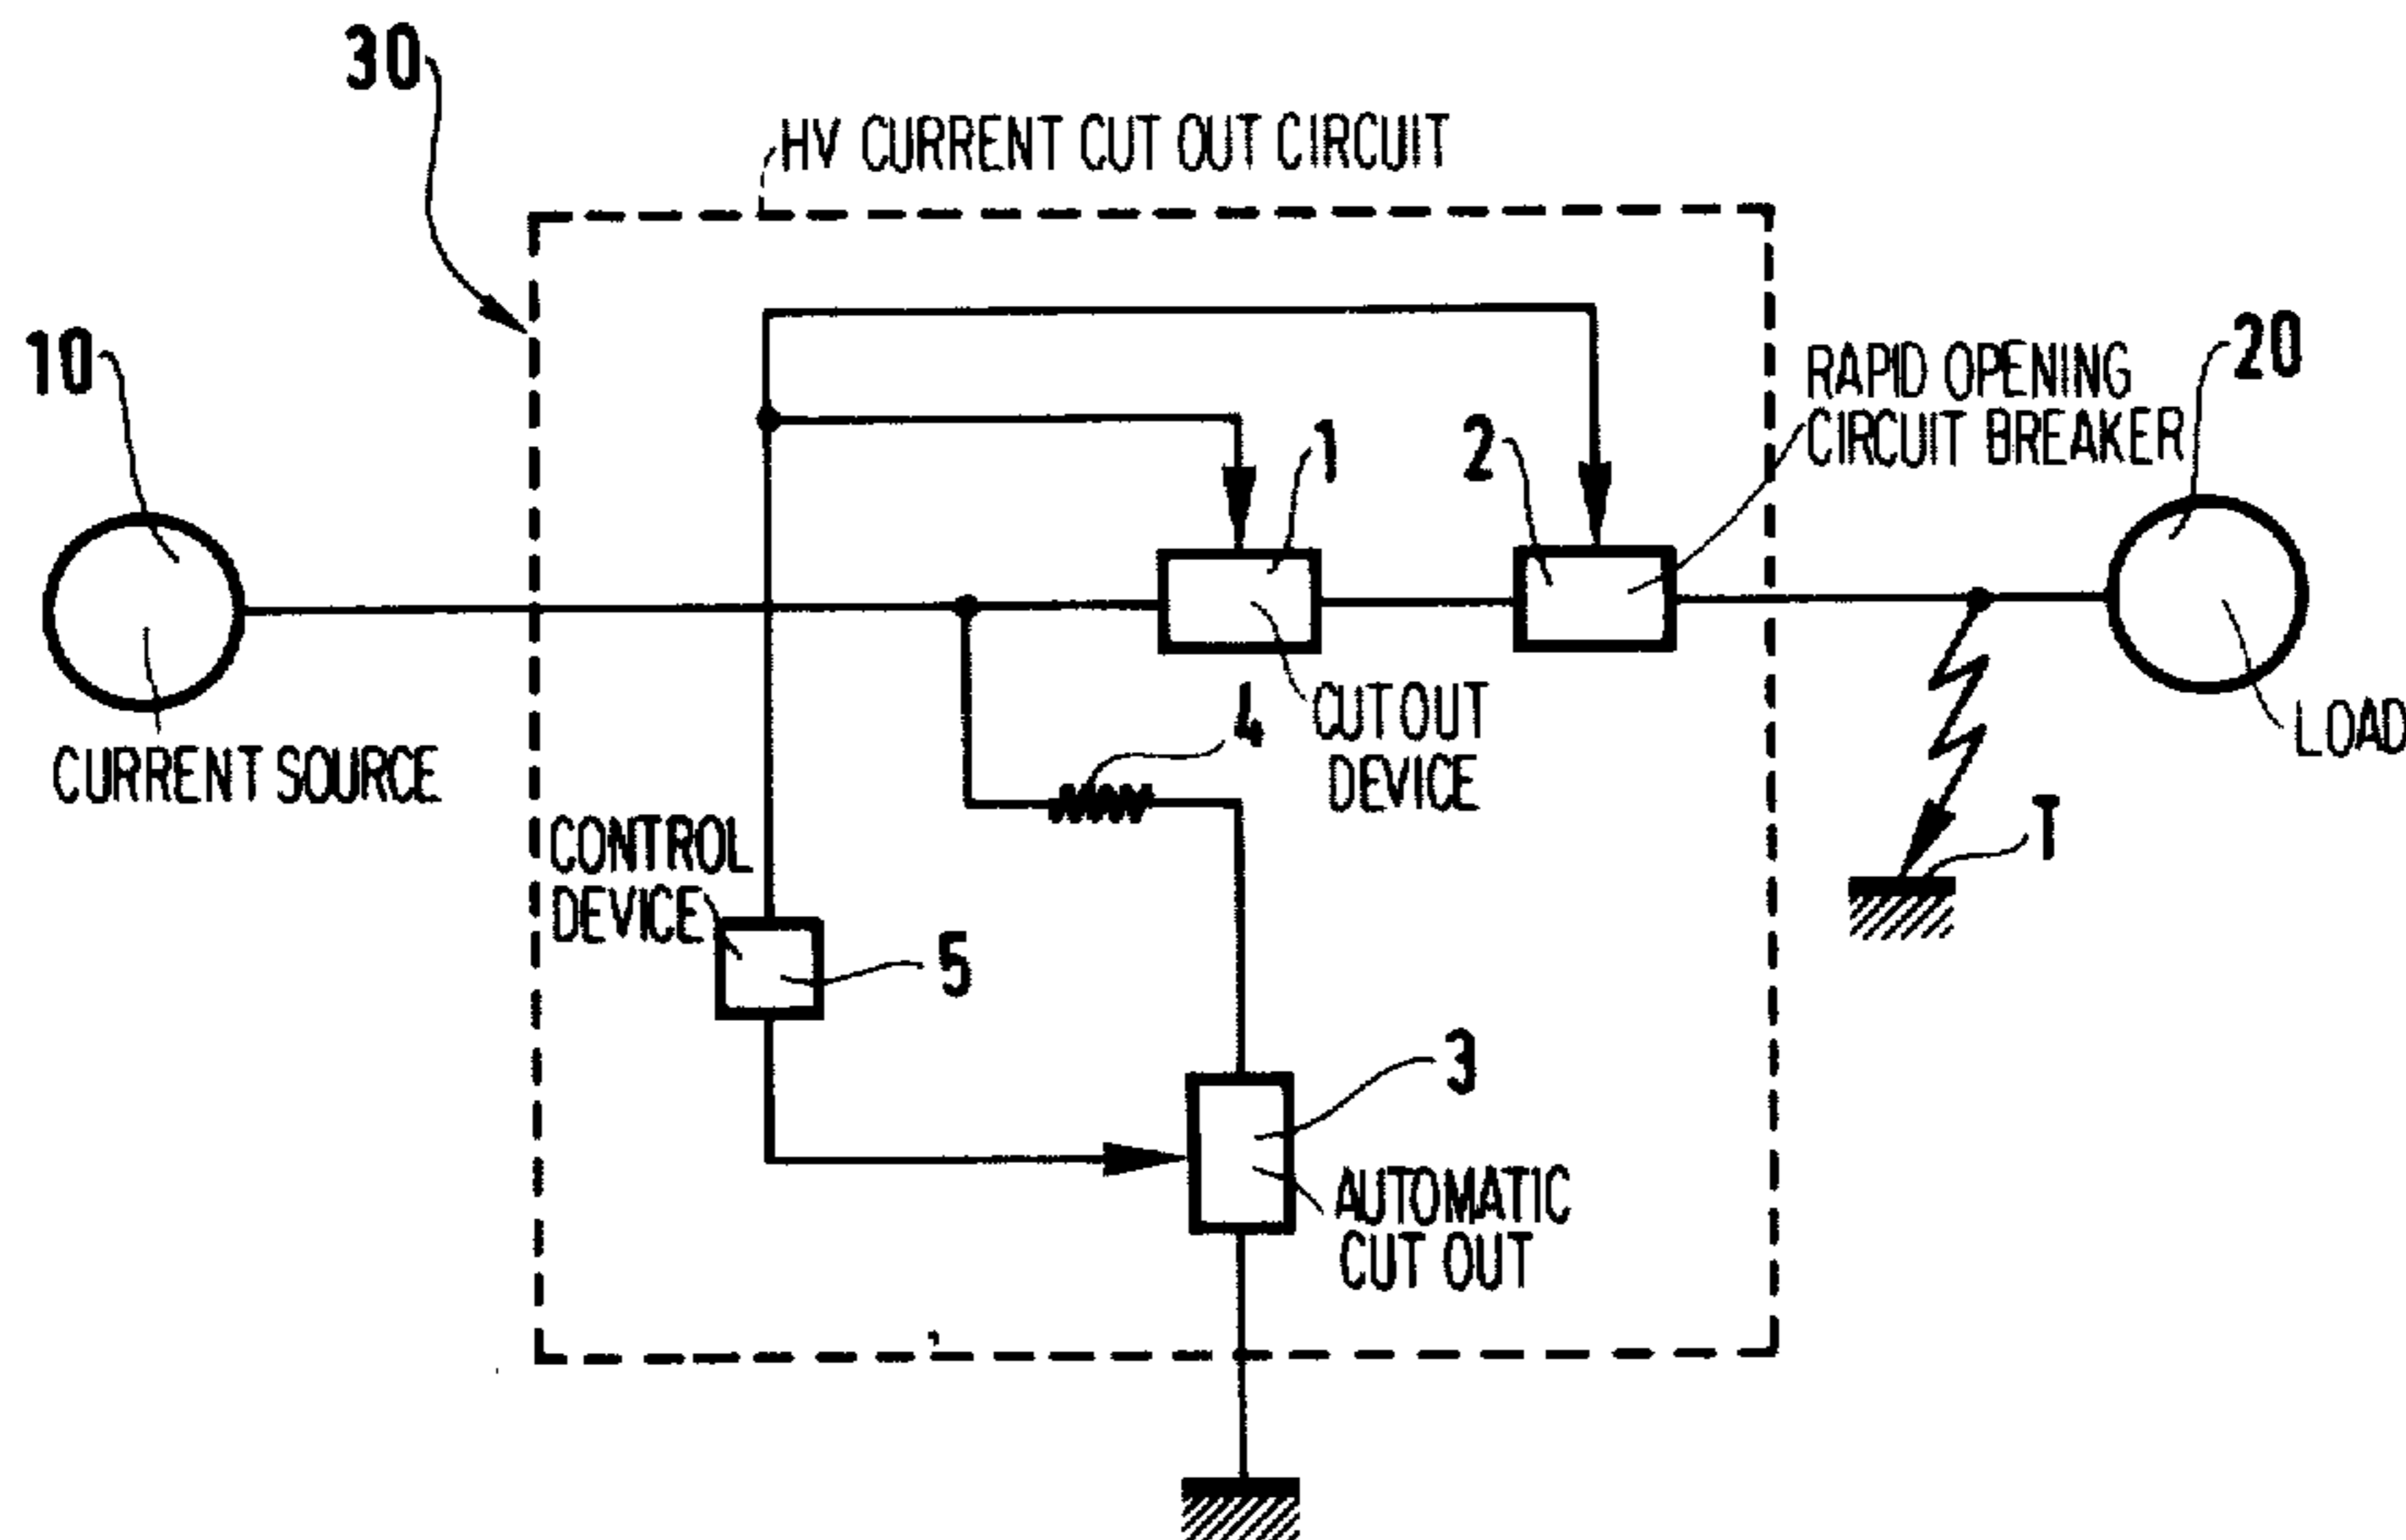 30
HV CURRENT CUT OUT CIRCUIT
10
20
RAPID OPENING
CIRCUIT BREAKER
1
2
CURRENT SOURCE
4
CUT OUT
DEVICE
LOAD
T
CONTROL
DEVICE
5
3
AUTOMATIC
CUT OUT